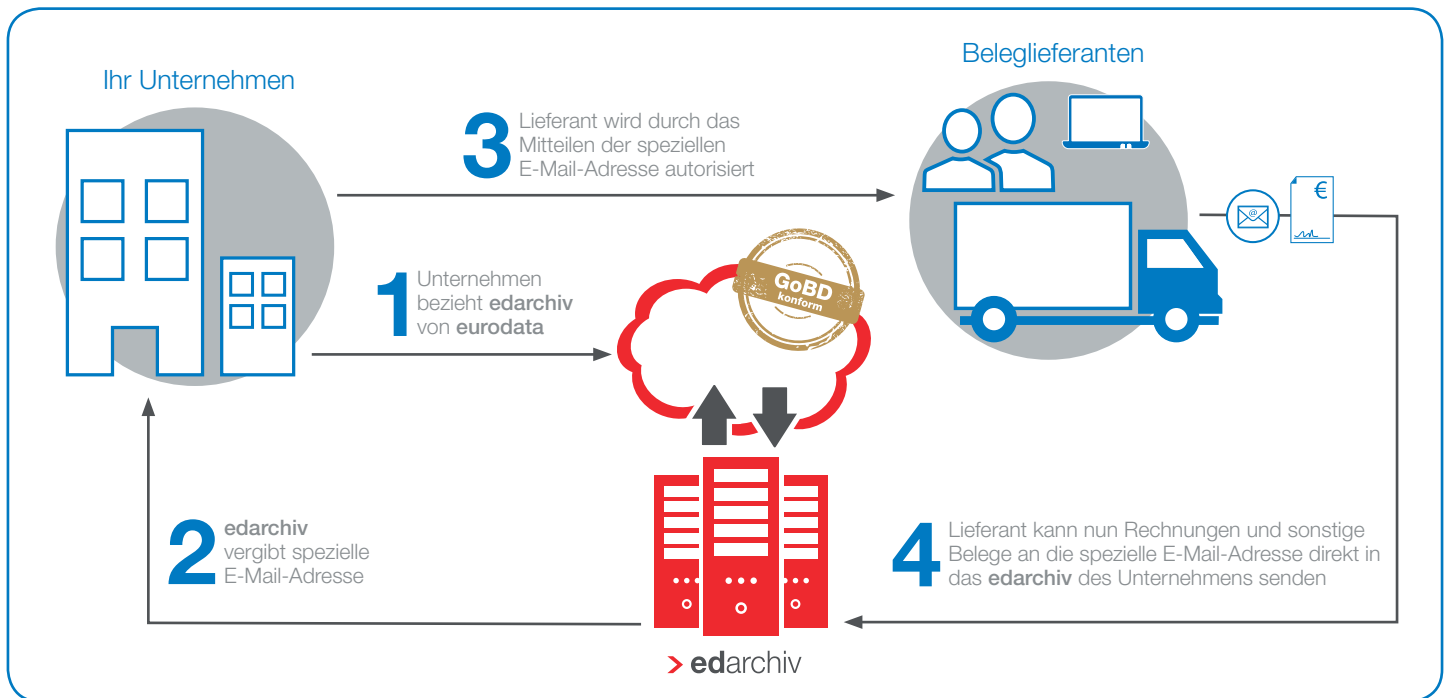 Ihr Unternehmen
Beleglieferanten
3
Lieferant wird durch das
Mitteilen der speziellen
E-Mail-Adresse autorisiert
€
@
1
Unternehmen
bezieht edarchiv
von eurodata
GoBD
konform
2
edarchiv
vergibt spezielle
E-Mail-Adresse
4
Lieferant kann nun Rechnungen und sonstige
Belege an die spezielle E-Mail-Adresse direkt in
das edarchiv des Unternehmens senden
> edarchiv